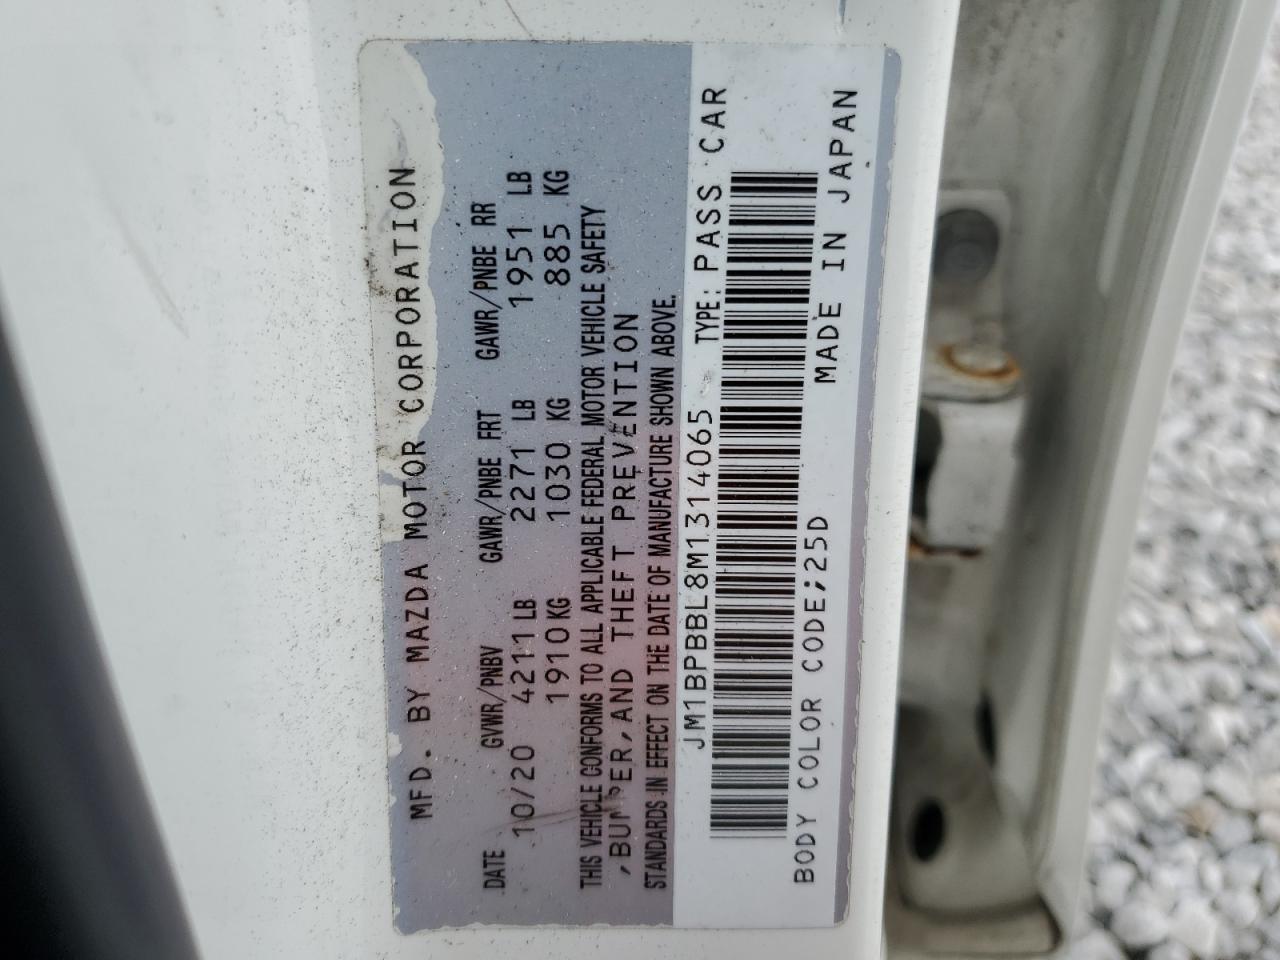 MFD. BY MAZDA MOTOR CORPORATION
DATE GVWR/PNBV GAWR/PNBE FRT GAWR/PNBE RR
10/20 4211 LB 2271 LB 1951 LB
1910 KG 1030 KG 885 KG
THIS VEHICLE CONFORMS TO ALL APPLICABLE FEDERAL MOTOR VEHICLE SAFETY
,BUMPER,AND THEFT PREVENTION
STANDARDS IN EFFECT ON THE DATE OF MANUFACTURE SHOWN ABOVE.
JM1BPBBL8M1314065 TYPE: PASS CAR
BODY COLOR CODE;25D MADE IN JAPAN